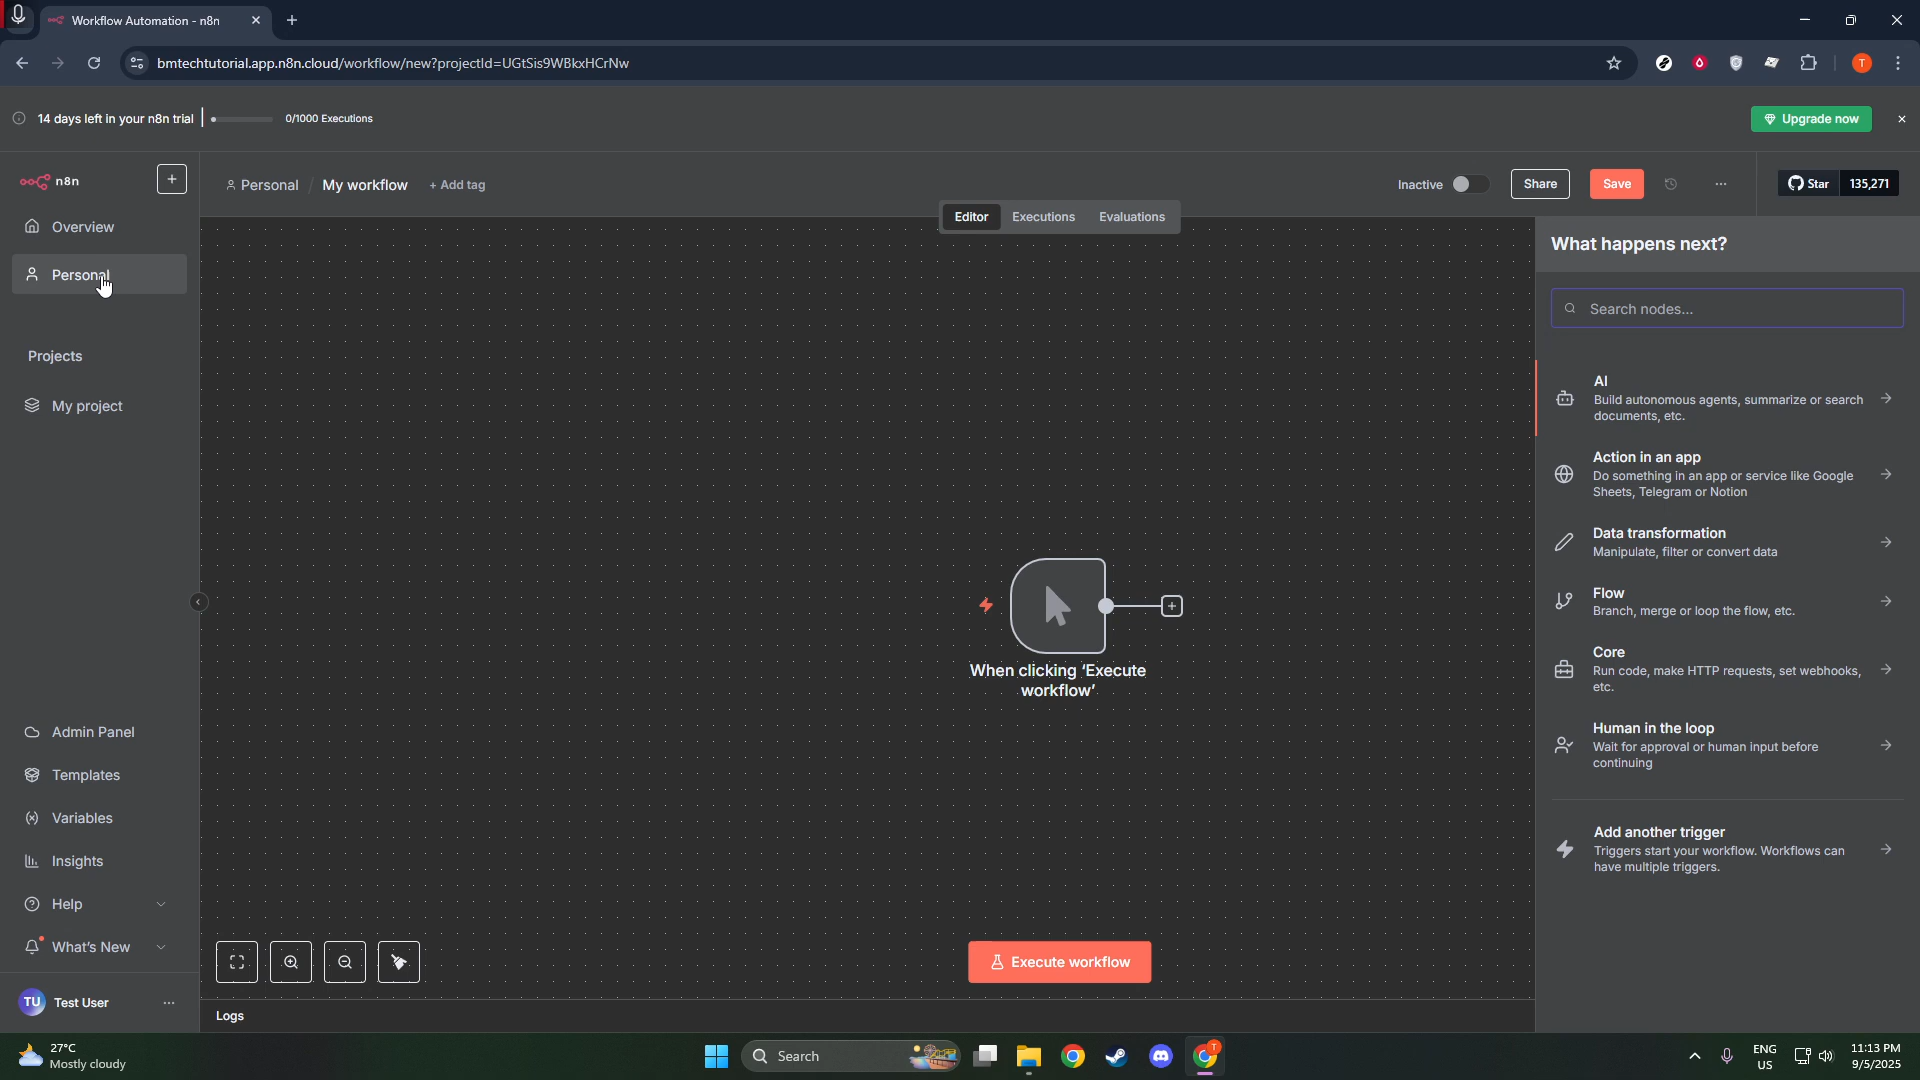 Workflow Automation - n8n
bmtechtutorial.app.n8n.cloud/workflow/new?projectId=UGtSis9WBkxHCrNw
T
14 days left in your n8n trial
0/1000 Executions
Upgrade now
n8n
Personal / My workflow + Add tag
Inactive
Share
Save
Star 135,271
Editor Executions Evaluations
Overview
Personal
Projects
My project
Admin Panel
Templates
Variables
Insights
Help
What's New
TU Test User
When clicking ‘Execute
workflow’
Execute workflow
Logs
What happens next?
Search nodes...
AI
Build autonomous agents, summarize or search
documents, etc.
Action in an app
Do something in an app or service like Google
Sheets, Telegram or Notion
Data transformation
Manipulate, filter or convert data
Flow
Branch, merge or loop the flow, etc.
Core
Run code, make HTTP requests, set webhooks,
etc.
Human in the loop
Wait for approval or human input before
continuing
Add another trigger
Triggers start your workflow. Workflows can
have multiple triggers.
27°C
Mostly cloudy
Search
T
ENG
US
11:13 PM
9/5/2025